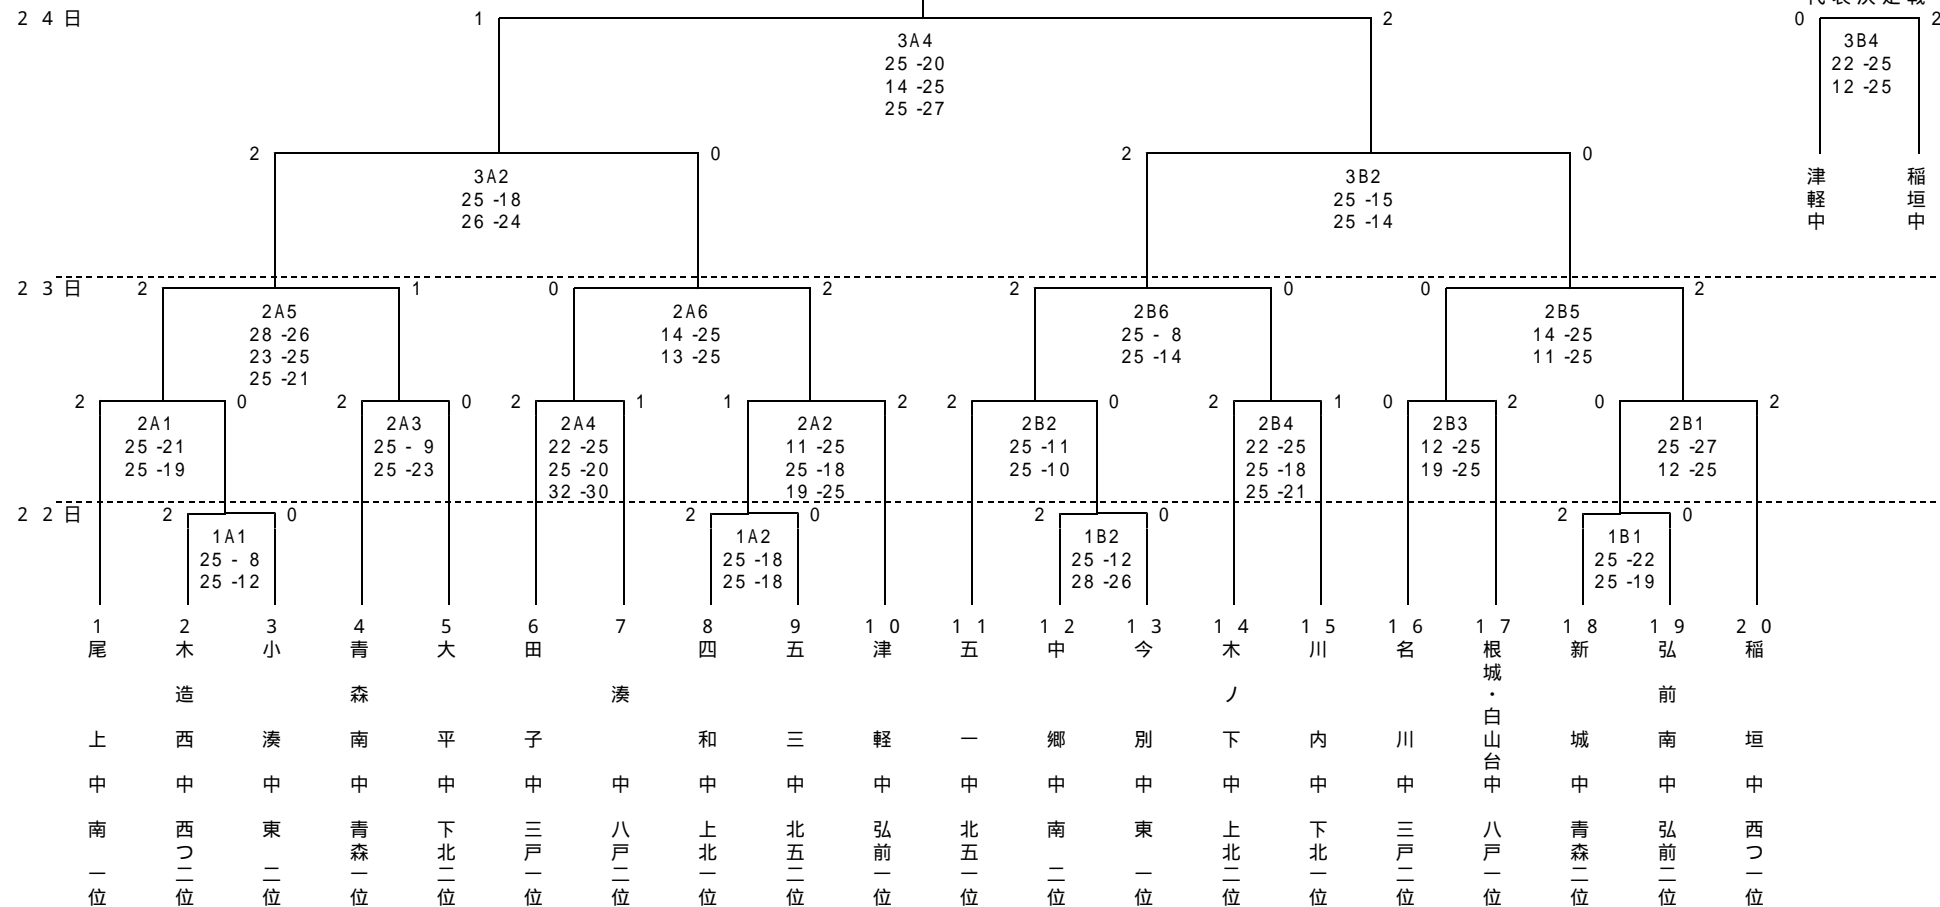 代表決定戦
２４日 1 2 0 2
3A4
25 -20
14 -25
25 -27
3B4
22 -25
12 -25
津軽中
稲垣中
2 0 2 0
3A2
25 -18
26 -24
3B2
25 -15
25 -14
２３日 2 1 0 2 2 0 0 2
2A5
28 -26
23 -25
25 -21
2A6
14 -25
13 -25
2B6
25 - 8
25 -14
2B5
14 -25
11 -25
2 0 2 0 2 1 1 2 2 0 2 1 0 2 0 2
2A1
25 -21
25 -19
2A3
25 - 9
25 -23
2A4
22 -25
25 -20
32 -30
2A2
11 -25
25 -18
19 -25
2B2
25 -11
25 -10
2B4
22 -25
25 -18
25 -21
2B3
12 -25
19 -25
2B1
25 -27
12 -25
２２日 2 0 2 0 2 0 2 0
1A1
25 - 8
25 -12
1A2
25 -18
25 -18
1B2
25 -12
28 -26
1B1
25 -22
25 -19
1 尾上中 南一位
2 木造西中 西つ二位
3 小湊中 東二位
4 青森南中 青森一位
5 大平中 下北二位
6 田子中 三戸一位
7 湊中 八戸二位
8 四和中 上北一位
9 五三中 北五二位
10 津軽中 弘前一位
11 五一中 北五一位
12 中郷中 南二位
13 今別中 東一位
14 木ノ下中 上北二位
15 川内中 下北一位
16 名川中 三戸二位
17 根城・白山台中 八戸一位
18 新城中 青森二位
19 弘前南中 弘前二位
20 稲垣中 西つ一位